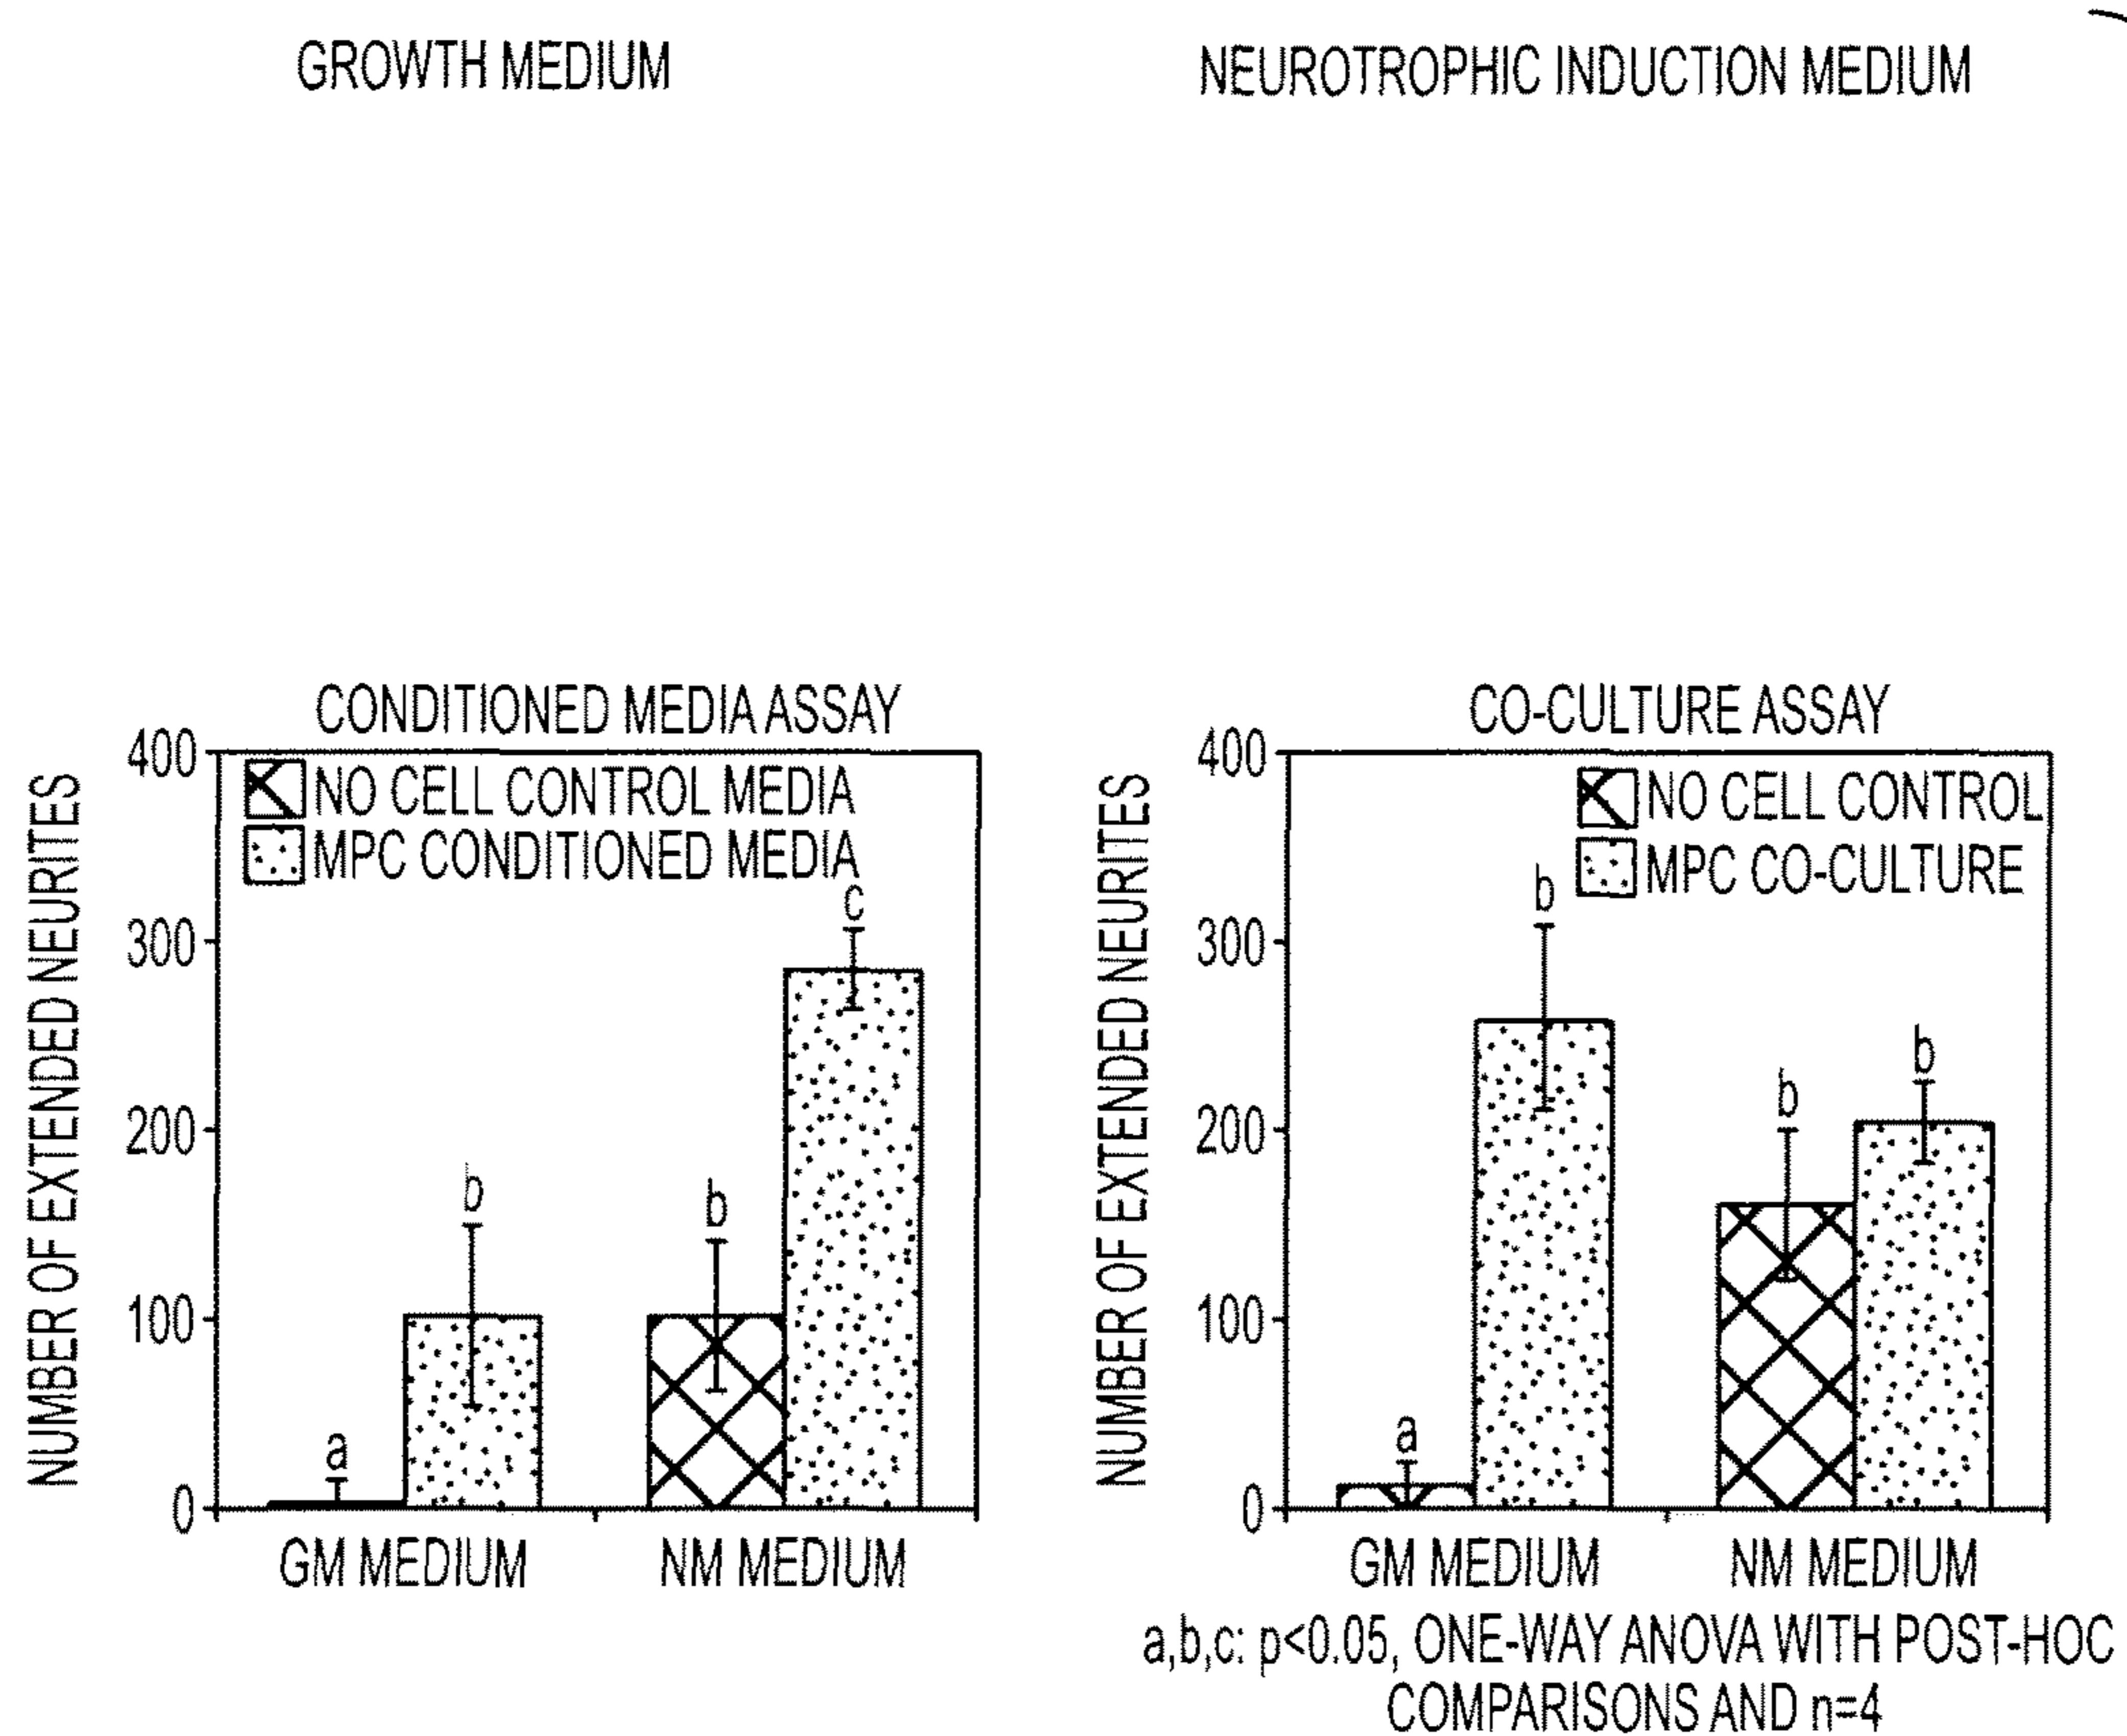 GROWTH MEDIUM
NEUROTROPHIC INDUCTION MEDIUM
CONDITIONED MEDIA ASSAY
NUMBER OF EXTENDED NEURITES
400
300
200
100
0
NO CELL CONTROL MEDIA
MPC CONDITIONED MEDIA
a
b
b
c
GM MEDIUM
NM MEDIUM
CO-CULTURE ASSAY
NUMBER OF EXTENDED NEURITES
400
300
200
100
0
NO CELL CONTROL
MPC CO-CULTURE
a
b
b
b
GM MEDIUM
NM MEDIUM
a,b,c: p<0.05, ONE-WAY ANOVA WITH POST-HOC
COMPARISONS AND n=4